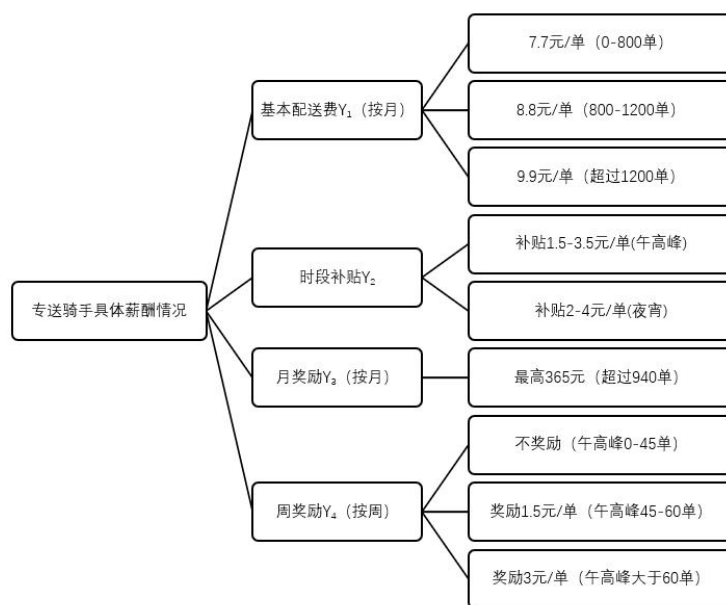 专送骑手具体薪酬情况
基本配送费Y₁（按月）
7.7元/单（0-800单）
8.8元/单（800-1200单）
9.9元/单（超过1200单）
时段补贴Y₂
补贴1.5-3.5元/单(午高峰)
补贴2-4元/单(夜宵)
月奖励Y₃（按月）
最高365元（超过940单）
周奖励Y₄（按周）
不奖励（午高峰0-45单）
奖励1.5元/单（午高峰45-60单）
奖励3元/单（午高峰大于60单）